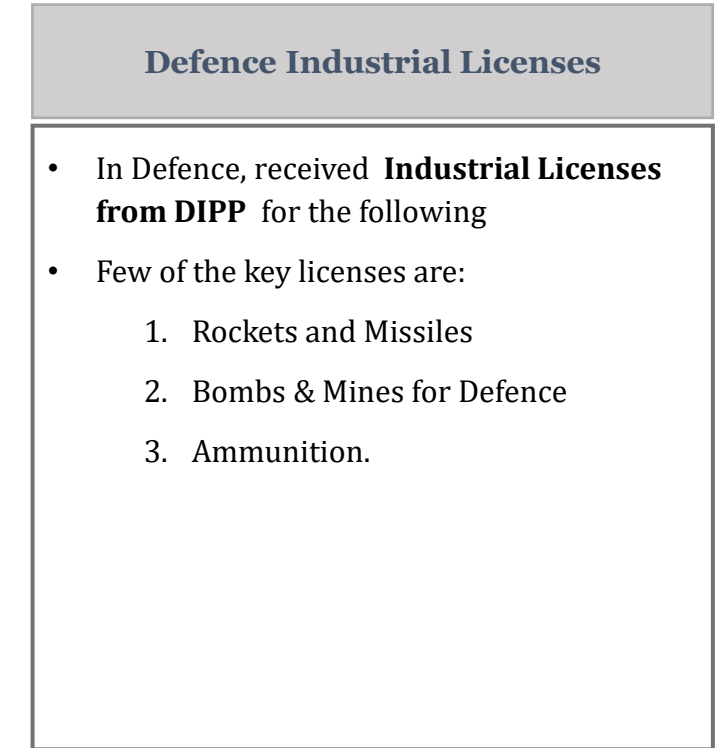 Defence Industrial Licenses
• In Defence, received Industrial Licenses
from DIPP for the following
• Few of the key licenses are:
1. Rockets and Missiles
2. Bombs & Mines for Defence
3. Ammunition.